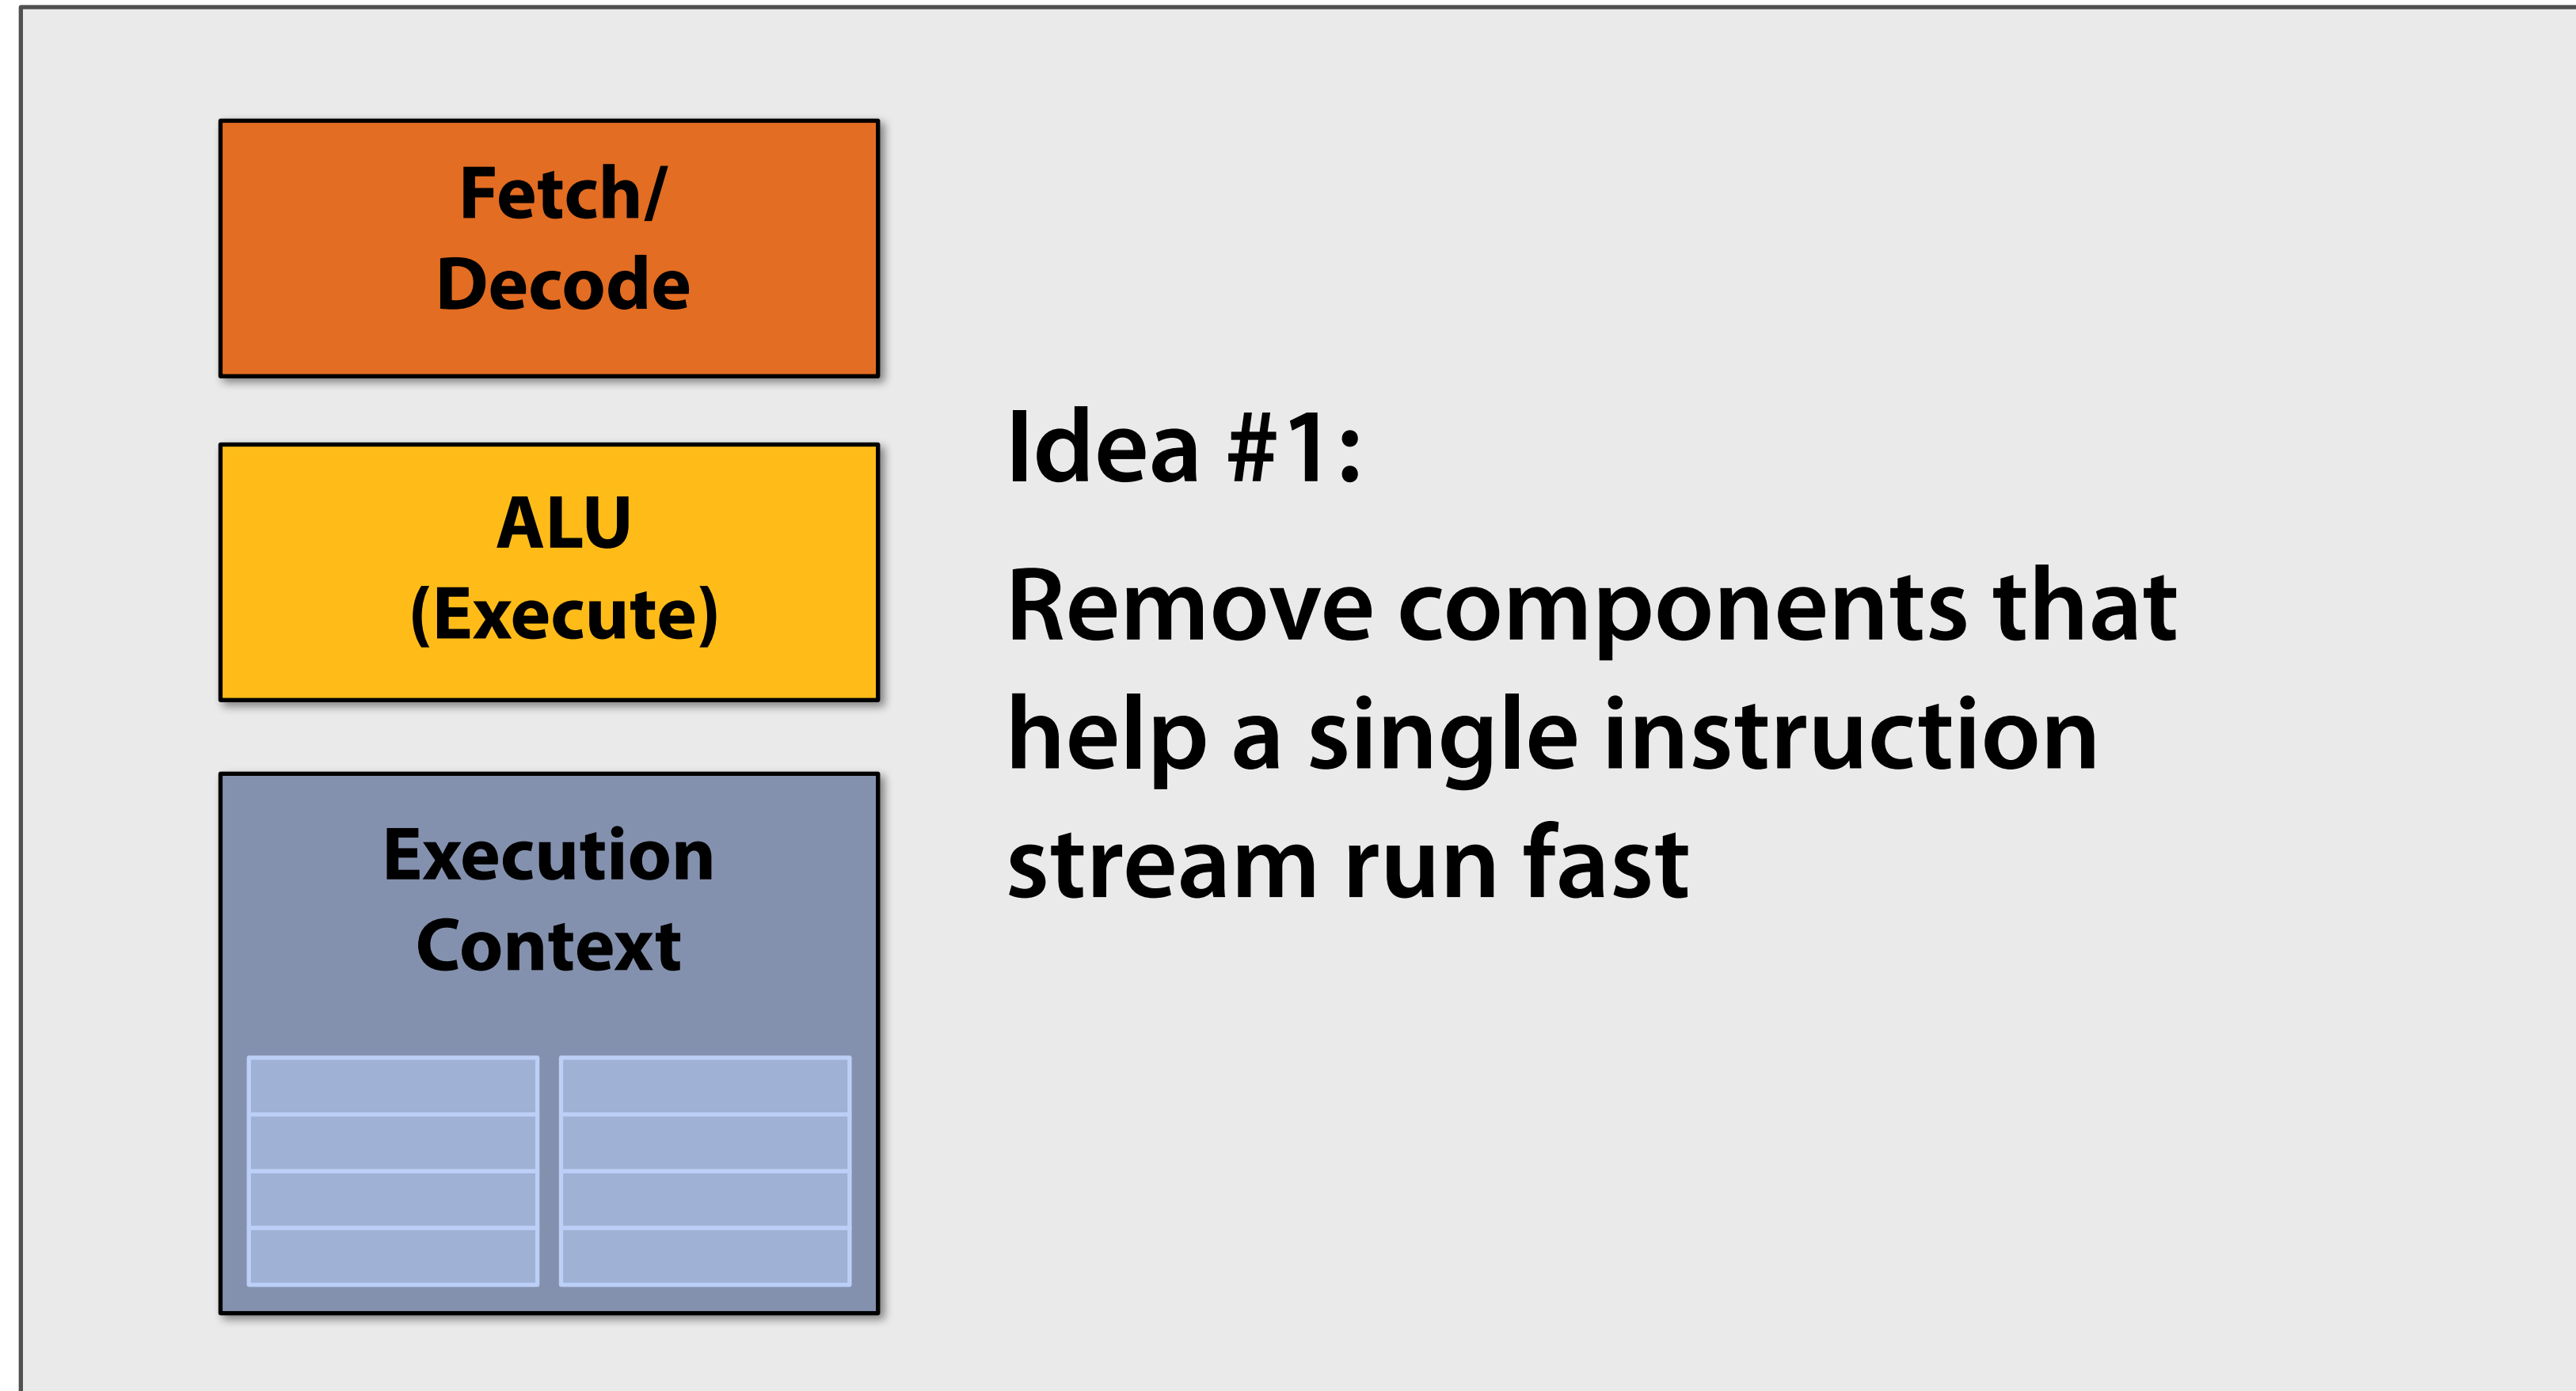 Fetch/
Decode
ALU
(Execute)
Execution
Context
Idea #1:
Remove components that
help a single instruction
stream run fast